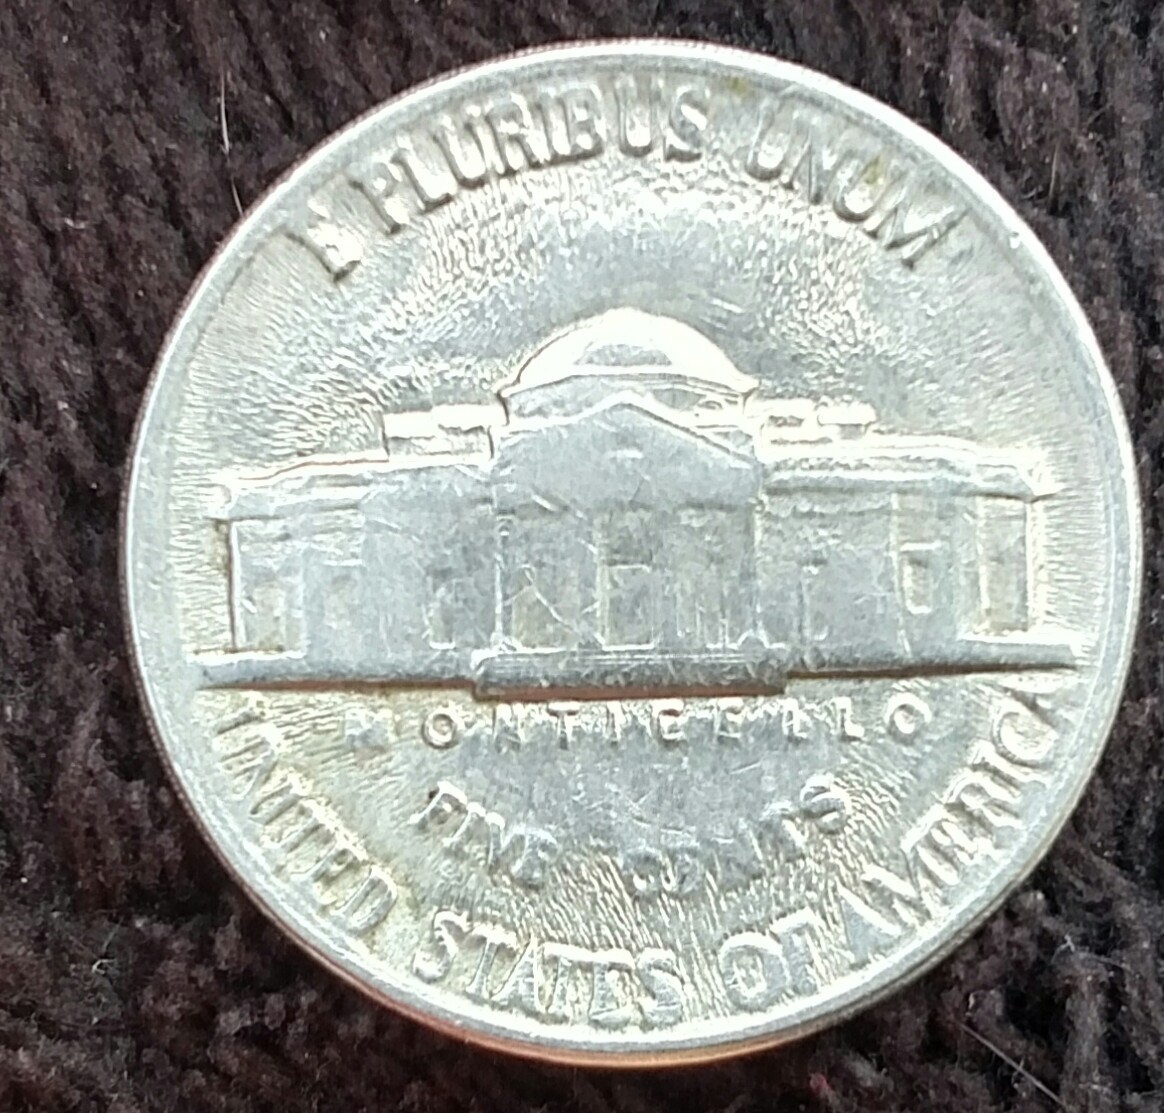 E PLURIBUS UNUM
MONTICELLO
FIVE CENTS
UNITED STATES OF AMERICA